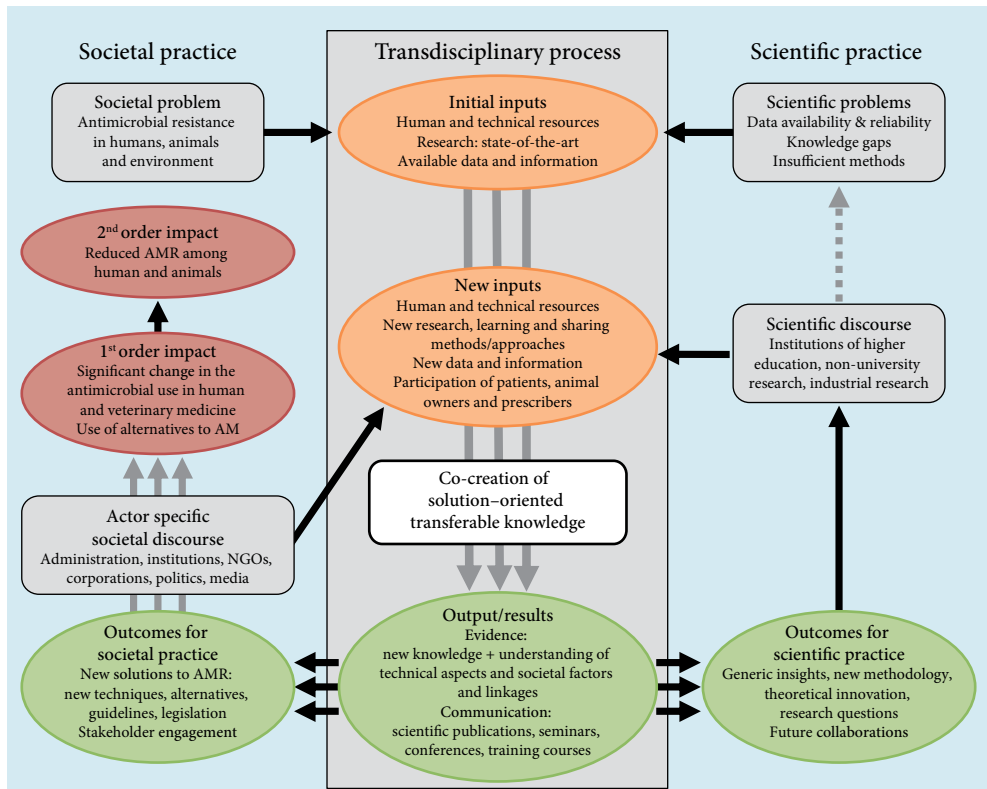 Societal practice
Transdisciplinary process
Scientific practice
Societal problem
Antimicrobial resistance
in humans, animals
and environment
Initial inputs
Human and technical resources
Research: state-of-the-art
Available data and information
Scientific problems
Data availability & reliability
Knowledge gaps
Insufficient methods
2nd order impact
Reduced AMR among
human and animals
New inputs
Human and technical resources
New research, learning and sharing
methods/approaches
New data and information
Participation of patients, animal
owners and prescribers
Scientific discourse
Institutions of higher
education, non-university
research, industrial research
1st order impact
Significant change in the
antimicrobial use in human
and veterinary medicine
Use of alternatives to AM
Co-creation of
solution–oriented
transferable knowledge
Actor specific
societal discourse
Administration, institutions, NGOs,
corporations, politics, media
Outcomes for
societal practice
New solutions to AMR:
new techniques, alternatives,
guidelines, legislation
Stakeholder engagement
Output/results
Evidence:
new knowledge + understanding of
technical aspects and societal factors
and linkages
Communication:
scientific publications, seminars,
conferences, training courses
Outcomes for
scientific practice
Generic insights, new methodology,
theoretical innovation,
research questions
Future collaborations